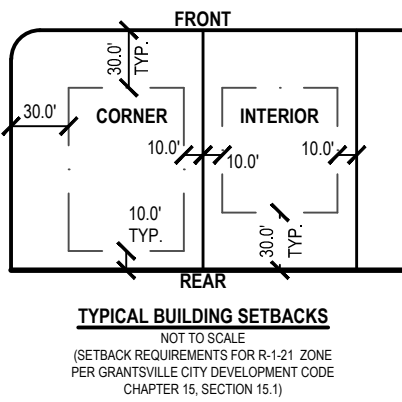 FRONT
30.0'
TYP.
CORNER
INTERIOR
30.0'
10.0'
10.0'
10.0'
10.0'
TYP.
30.0'
TYP.
REAR
TYPICAL BUILDING SETBACKS
NOT TO SCALE
(SETBACK REQUIREMENTS FOR R-1-21 ZONE
PER GRANTSVILLE CITY DEVELOPMENT CODE
CHAPTER 15, SECTION 15.1)